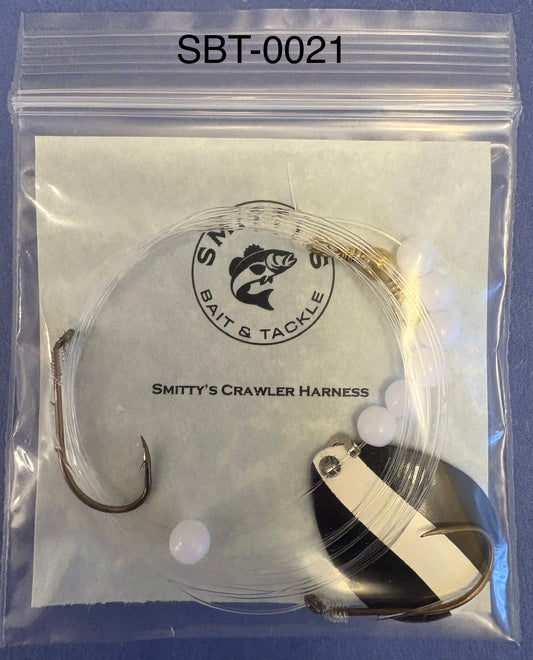 SBT-0021
BAIT & TACKLE
SMITTY'S CRAWLER HARNESS